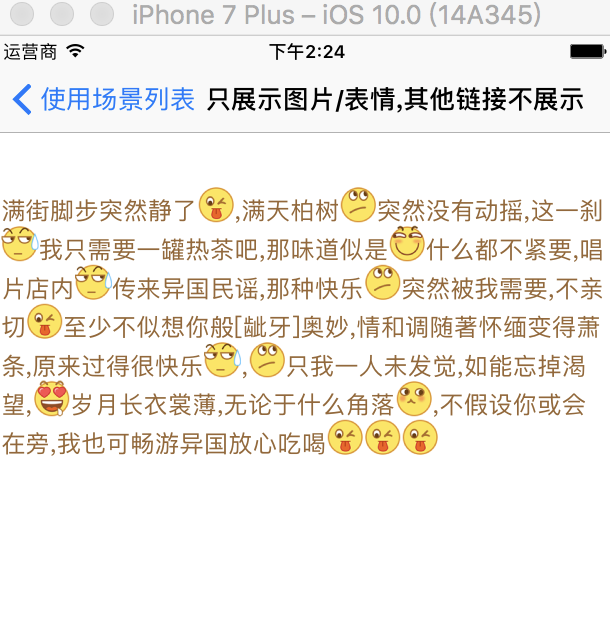 iPhone 7 Plus – iOS 10.0 (14A345)
运营商 下午2:24
使用场景列表 只展示图片/表情,其他链接不展示
满街脚步突然静了😜,满天柏树🙄突然没有动摇,这一刹
😓我只需要一罐热茶吧,那味道似是😊什么都不紧要,唱
片店内😓传来异国民谣,那种快乐🙄突然被我需要,不亲
切😜至少不似想你般[龇牙]奥妙,情和调随著怀缅变得萧
条,原来过得很快乐😓,🙄只我一人未发觉,如能忘掉渴
望,😍岁月长衣裳薄,无论于什么角落😗,不假设你或会
在旁,我也可畅游异国放心吃喝😜😜😜